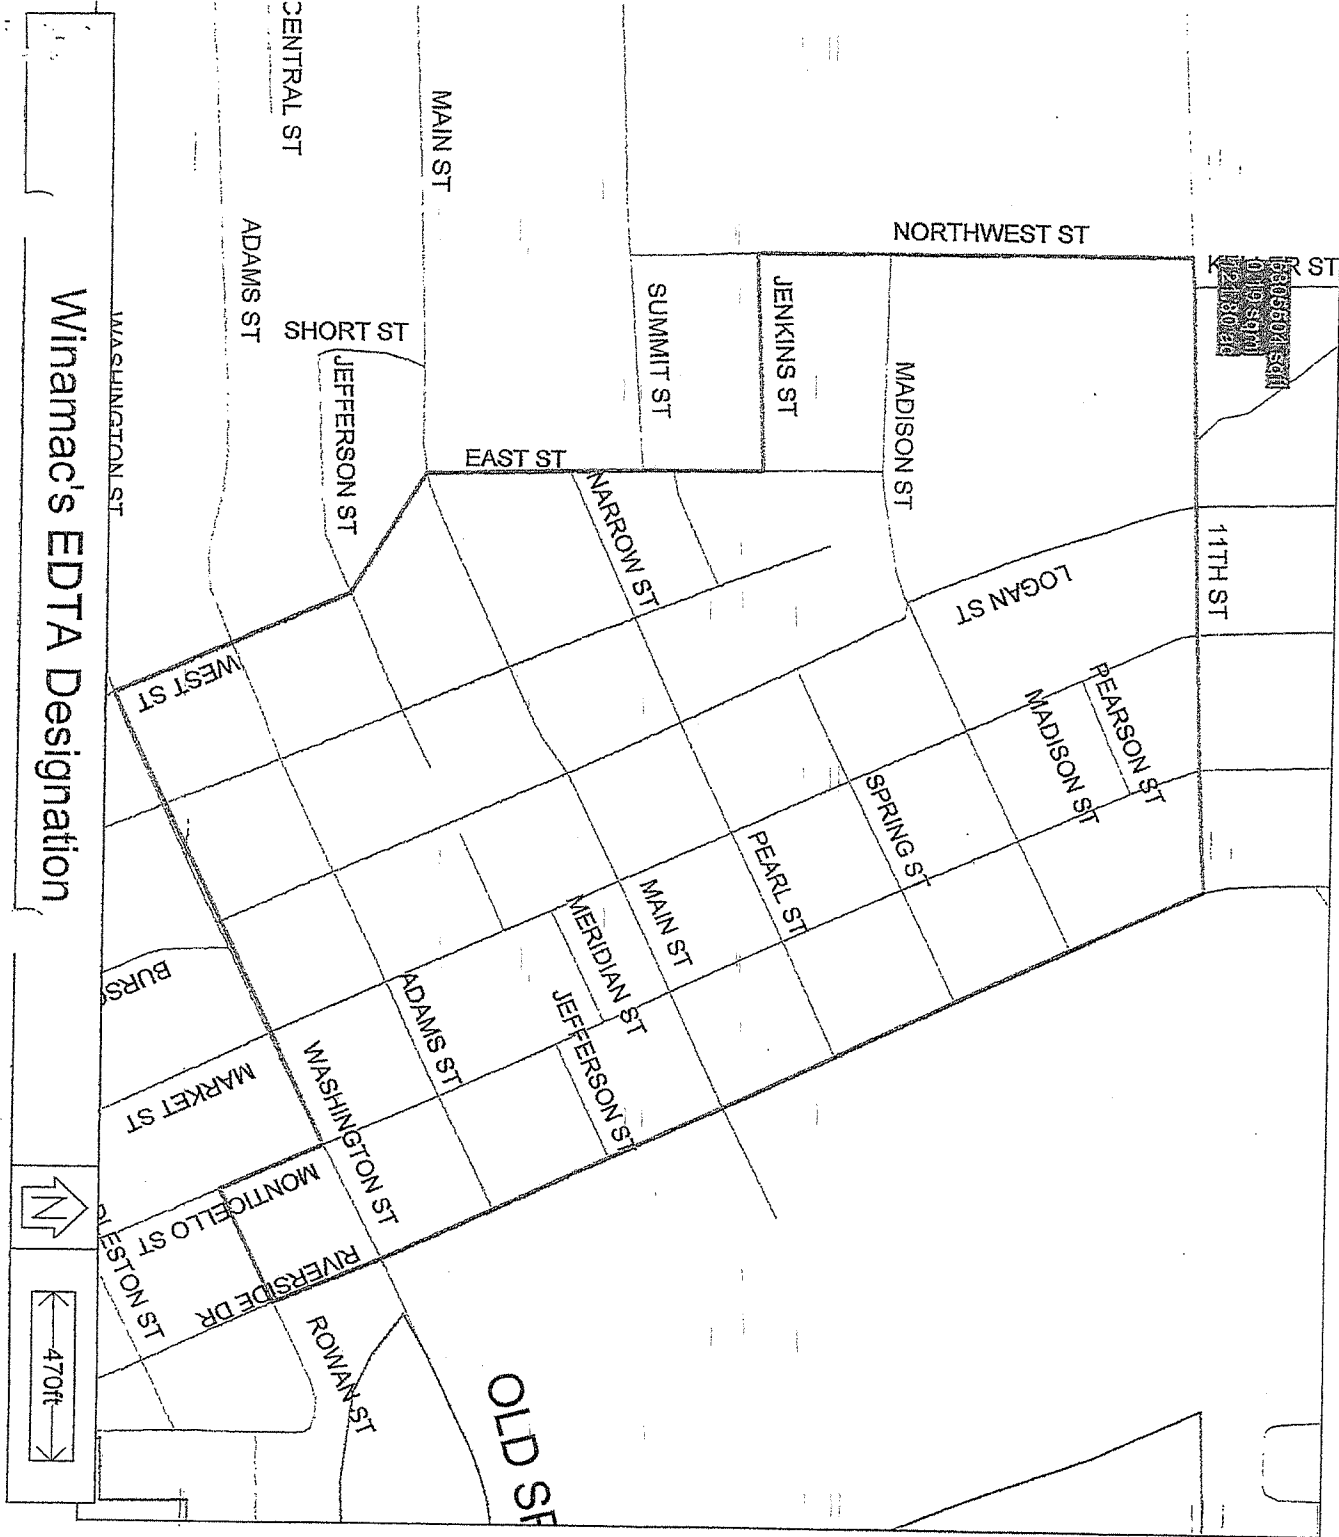 CENTRAL ST
MAIN ST
NORTHWEST ST
ADAMS ST
SHORT ST
JEFFERSON ST
SUMMIT ST
JENKINS ST
MADISON ST
WASHINGTON ST
EAST ST
NARROW ST
LOGAN ST
11TH ST
WEST ST
PEARSON ST
MADISON ST
SPRING ST
PEARL ST
MAIN ST
MERIDIAN ST
JEFFERSON ST
ADAMS ST
WASHINGTON ST
MARKET ST
MONTICELLO ST
RIVERSIDE DR
ROWAN ST
OLD
Winamac's EDTA Designation
N
470ft